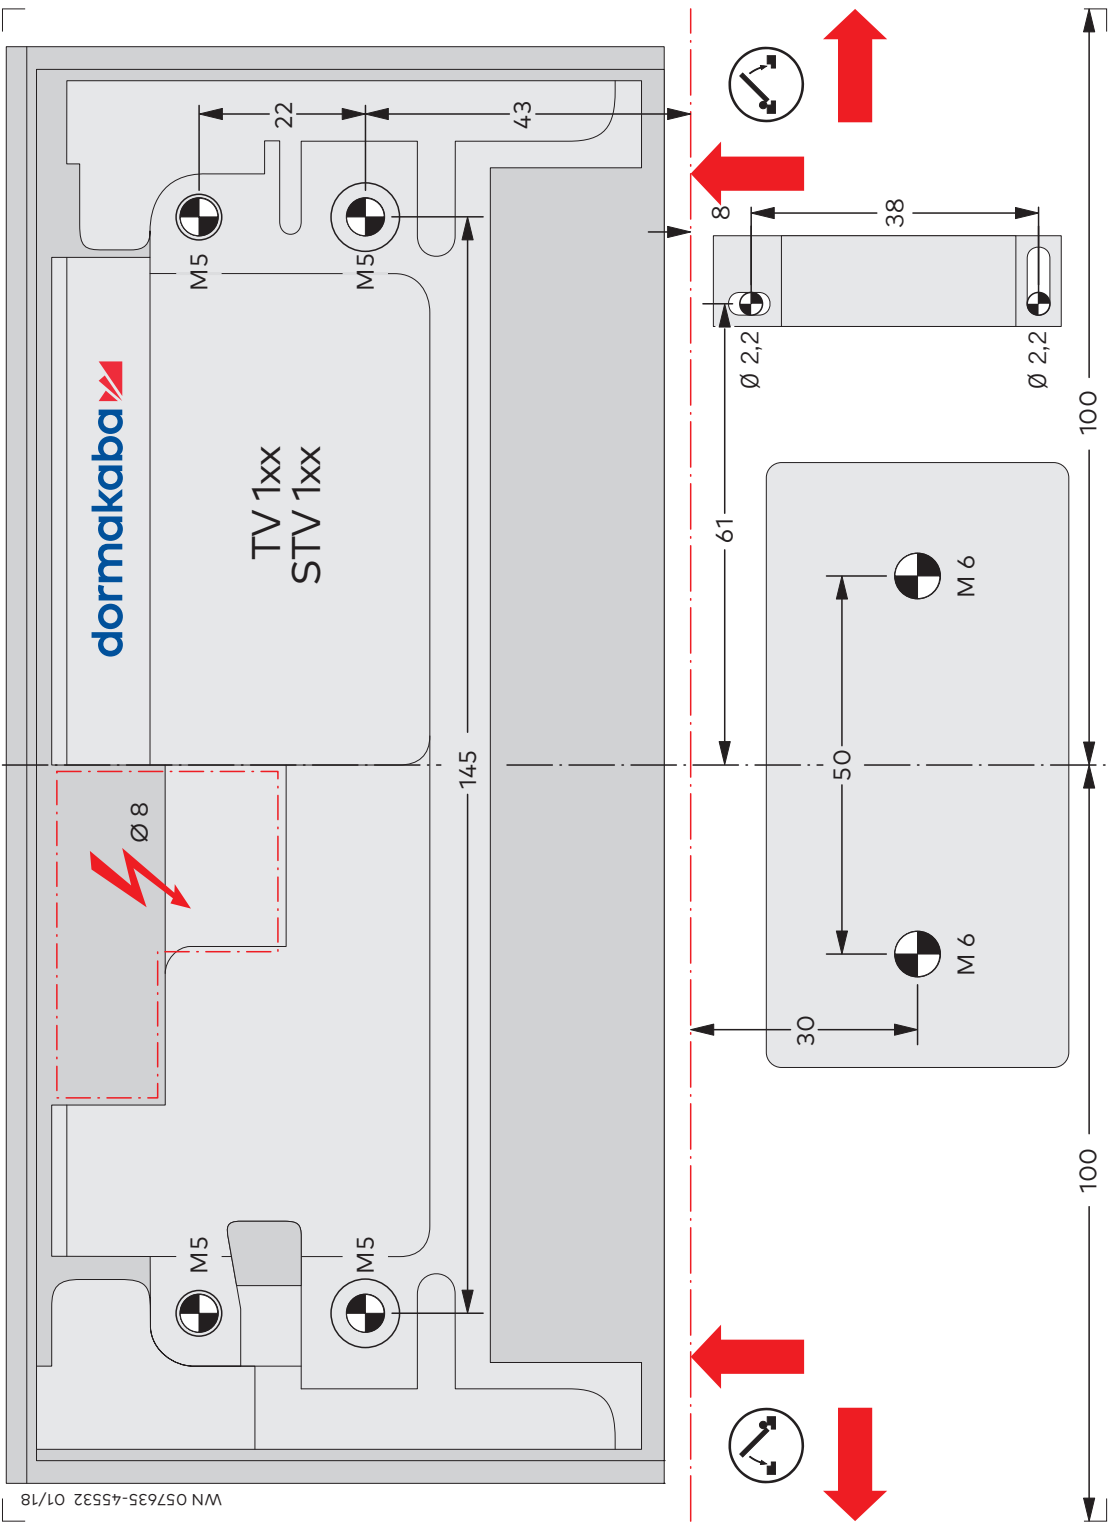 dormakaba
TV 1xx
STV 1xx
Ø 8
M5
M5
M5
M5
22
43
145
8
38
61
Ø 2,2
Ø 2,2
50
M 6
M 6
30
100
100
WN 057635-45532 01/18